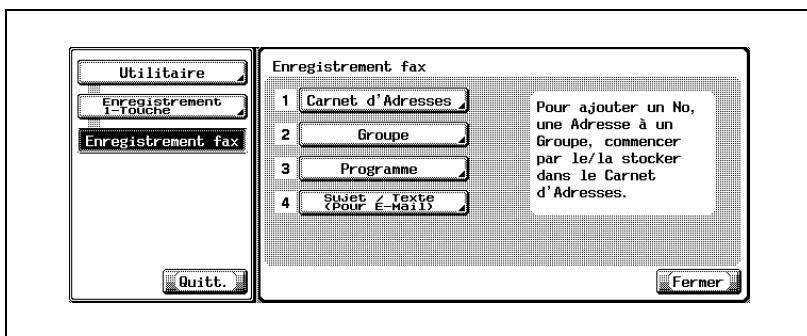 Utilitaire
Enregistrement
1-Touche
Enregistrement fax
Quitt.
Enregistrement fax
1 Carnet d'Adresses
2 Groupe
3 Programme
4 Sujet / Texte
(Pour E-Mail)
Pour ajouter un No,
une Adresse à un
Groupe, commencer
par le/la stocker
dans le Carnet
d'Adresses.
Fermer